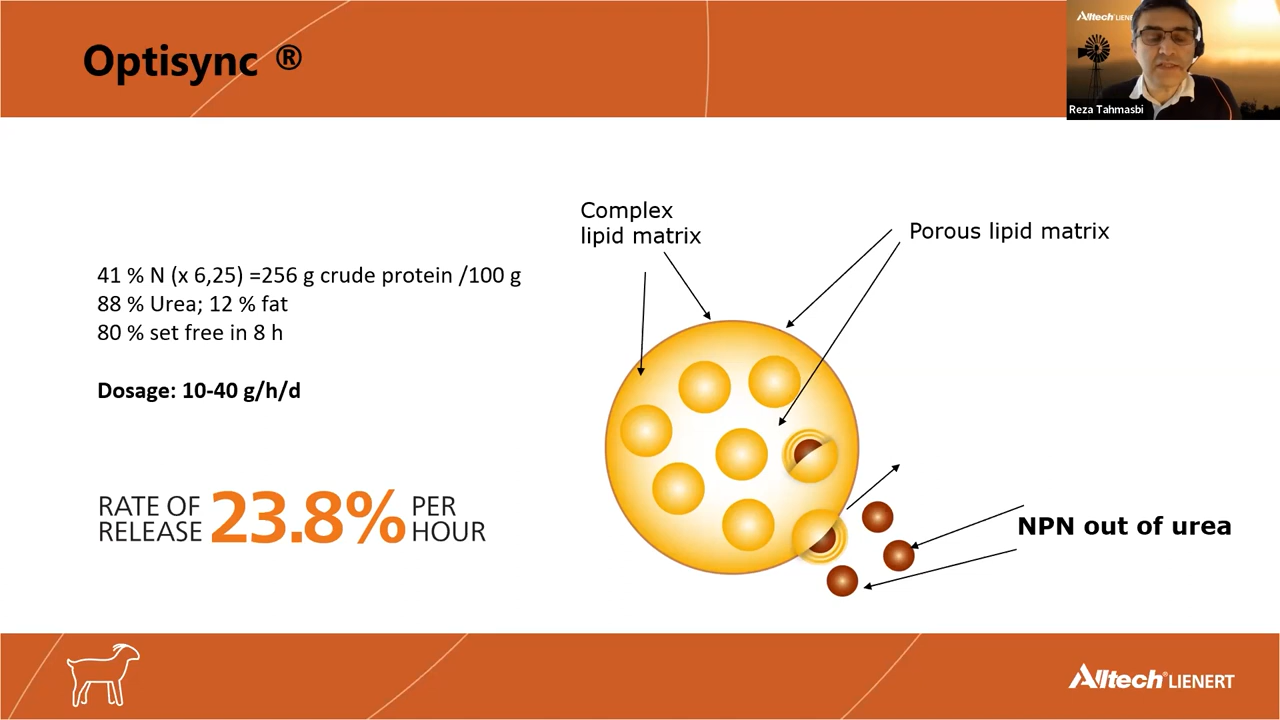 Optisync ®
Alltech LIENERT
Reza Tahmasbi
Complex
lipid matrix
Porous lipid matrix
41 % N (x 6,25) =256 g crude protein /100 g
88 % Urea; 12 % fat
80 % set free in 8 h
Dosage: 10-40 g/h/d
RATE OF
RELEASE
23.8%
PER
HOUR
NPN out of urea
Alltech® LIENERT